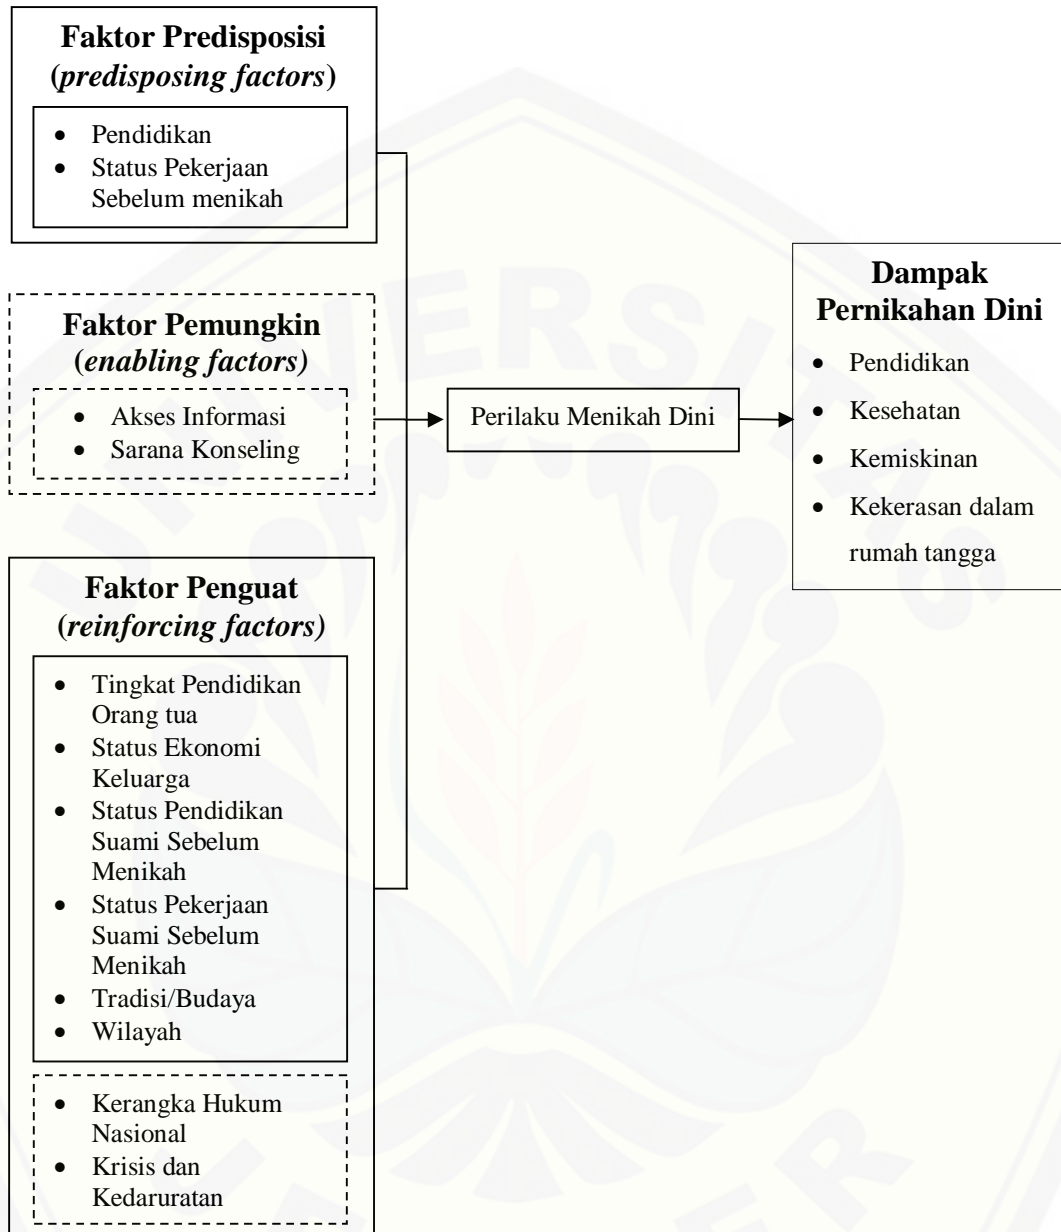 Faktor Predisposisi
(predisposing factors)
• Pendidikan
• Status Pekerjaan
Sebelum menikah
Faktor Pemungkin
(enabling factors)
• Akses Informasi
• Sarana Konseling
Perilaku Menikah Dini
Dampak
Pernikahan Dini
• Pendidikan
• Kesehatan
• Kemiskinan
• Kekerasan dalam
rumah tangga
Faktor Penguat
(reinforcing factors)
• Tingkat Pendidikan
Orang tua
• Status Ekonomi
Keluarga
• Status Pendidikan
Suami Sebelum
Menikah
• Status Pekerjaan
Suami Sebelum
Menikah
• Tradisi/Budaya
• Wilayah
• Kerangka Hukum
Nasional
• Krisis dan
Kedaruratan
UNIVERSITAS